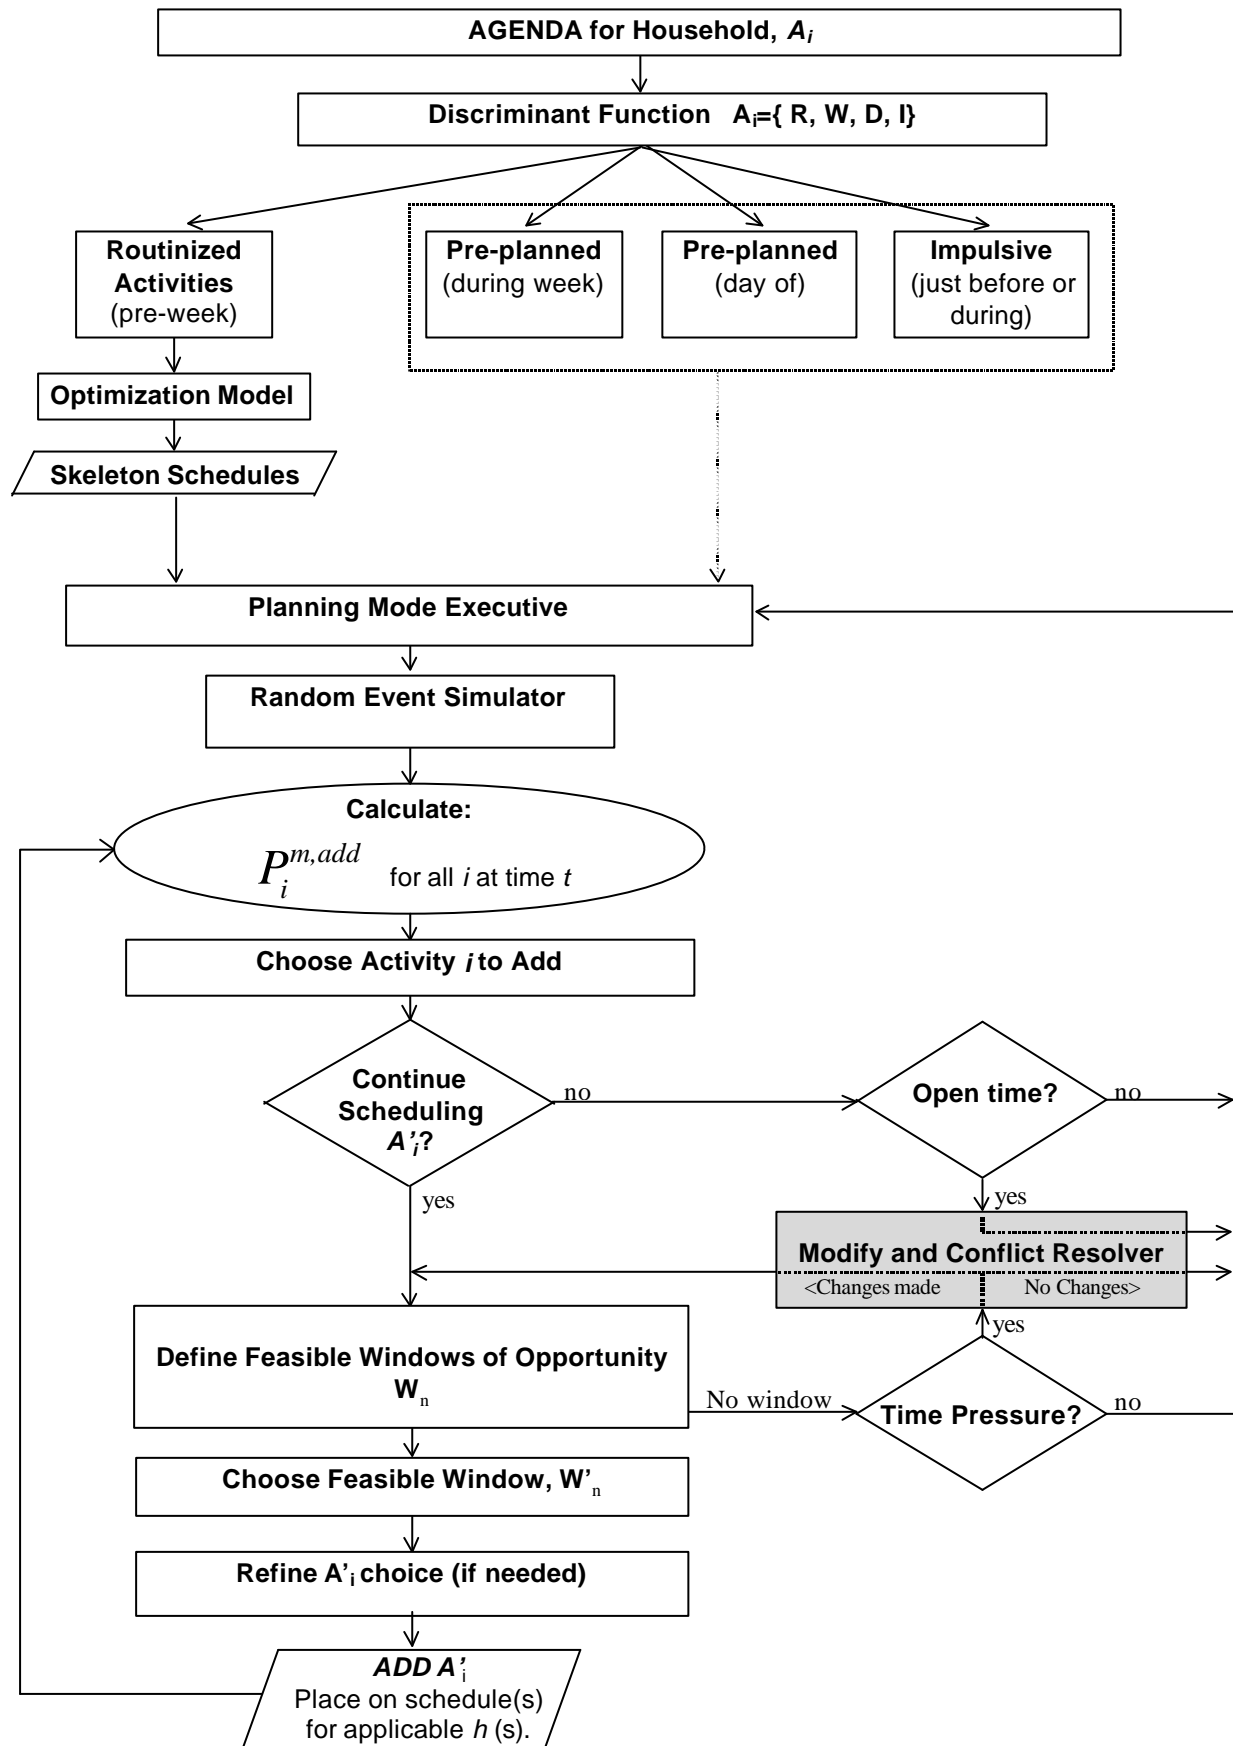 AGENDA for Household, Ai
Discriminant Function Ai={ R, W, D, I}
Routinized
Activities
(pre-week)
Pre-planned
(during week)
Pre-planned
(day of)
Impulsive
(just before or
during)
Optimization Model
Skeleton Schedules
Planning Mode Executive
Random Event Simulator
Calculate:
P_i^{m,add} for all i at time t
Choose Activity i to Add
Continue
Scheduling
A'i?
no
yes
Open time?
no
yes
Modify and Conflict Resolver
<Changes made No Changes>
yes
Define Feasible Windows of Opportunity
Wn
No window
Time Pressure?
no
Choose Feasible Window, W'n
Refine A'i choice (if needed)
ADD A'i
Place on schedule(s)
for applicable h (s).